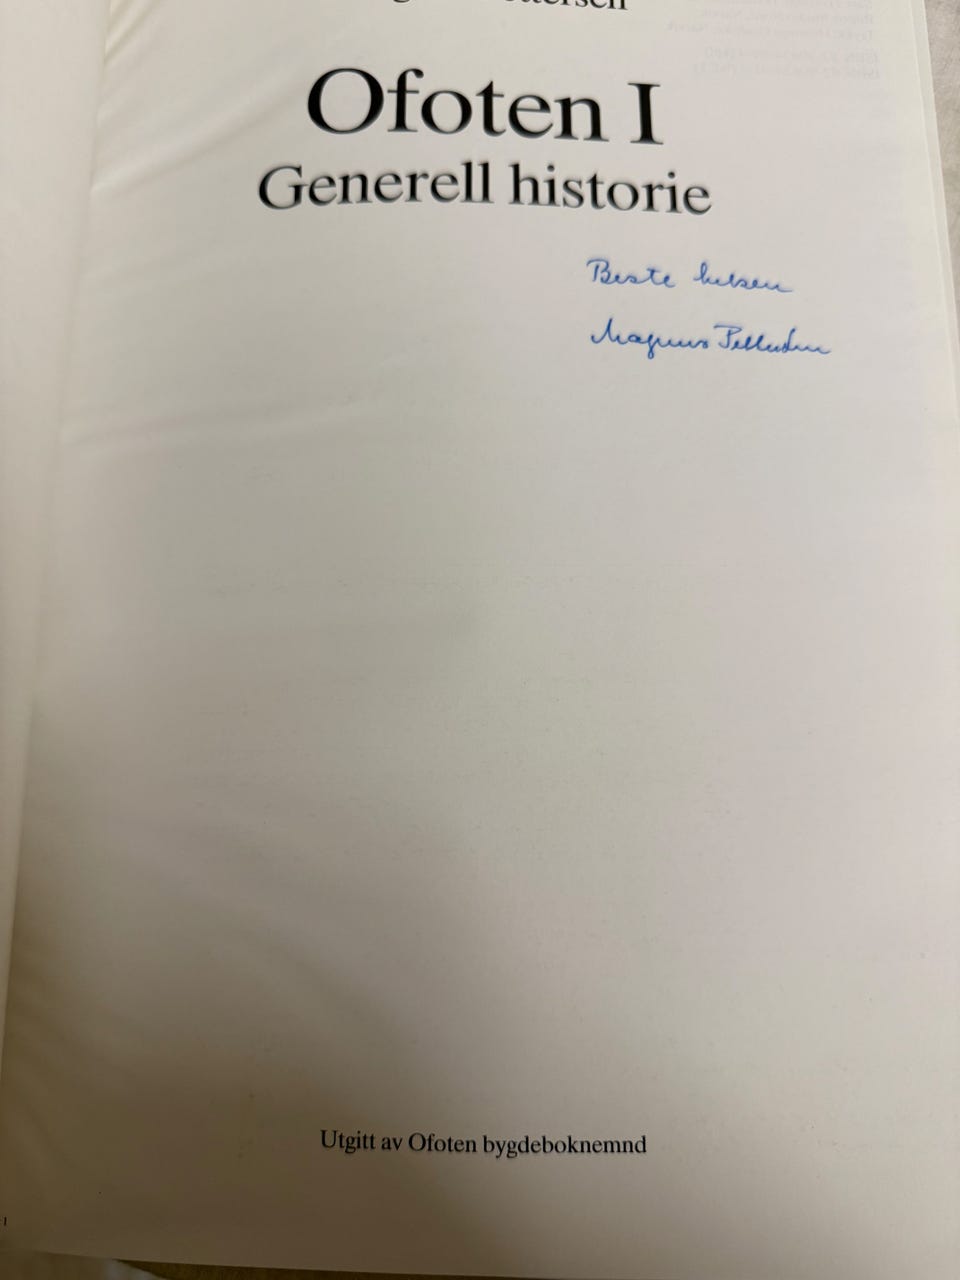 Ofoten I
Generell historie
Beste hilsen
Magnus Pettersen
Utgitt av Ofoten bygdeboknemnd